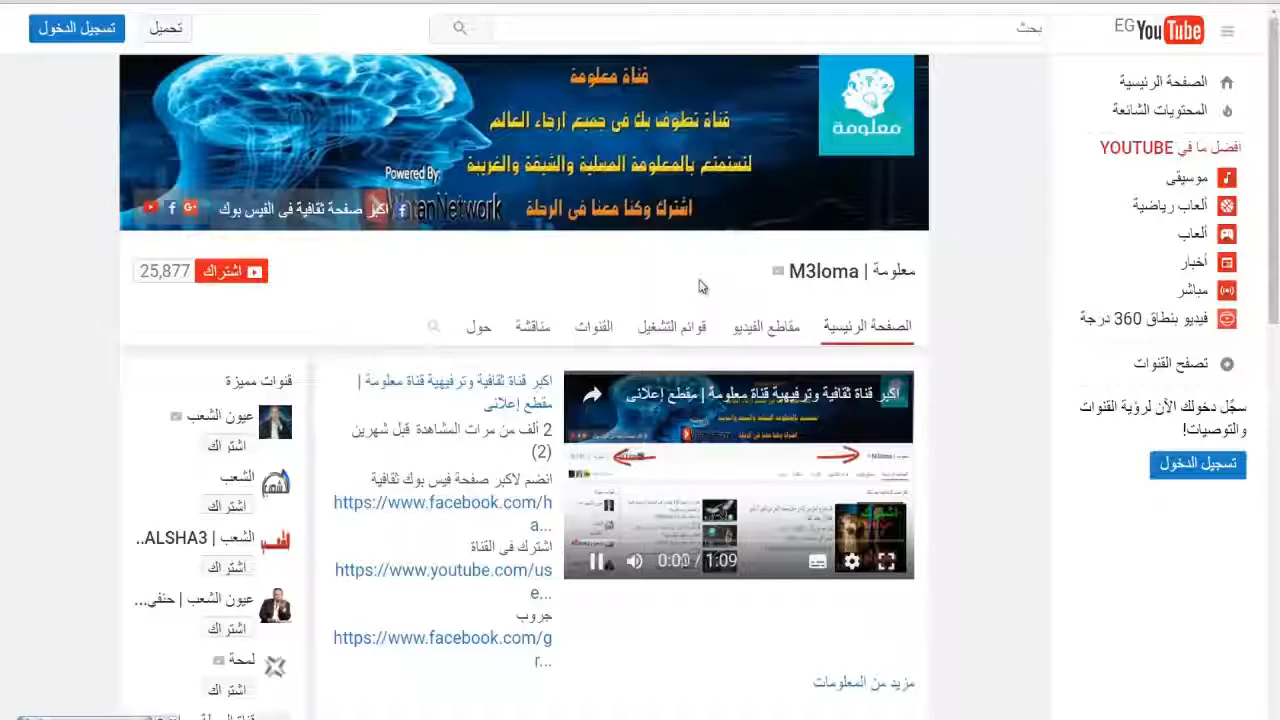 YouTube EG
بحث
تحميل
تسجيل الدخول
الصفحة الرئيسية
المحتويات الشائعة
افضل ما في YOUTUBE
موسيقى
ألعاب رياضية
ألعاب
أخبار
مباشر
فيديو بنطاق 360 درجة
تصفح القنوات
سجّل دخولك الآن لرؤية القنوات
والتوصيات!
تسجيل الدخول
معلومة
قناة معلومة
قناة تطوف بك فى جميع ارجاء العالم
لتستمتع بالمعلومة المسلية والشيقة والغريبة
اشترك وكنا معنا فى الرحلة
Powered By:
اكبر صفحة ثقافية فى الفيس بوك
معلومة | M3loma
اشتراك 25,877
الصفحة الرئيسية
مقاطع الفيديو
قوائم التشغيل
القنوات
مناقشة
حول
اكبر قناة ثقافية وترفيهية قناة معلومة | مقطع إعلانى
1:09
اكبر قناة ثقافية وترفيهية قناة معلومة |
مقطع إعلانى
2 ألف من مرات المشاهدة قبل شهرين
(2)
انضم لاكبر صفحة فيس بوك ثقافية
https://www.facebook.com/h
a...
اشترك فى القناة
https://www.youtube.com/us
e...
جروب
https://www.facebook.com/g
r...
مزيد من المعلومات
قنوات مميزة
عيون الشعب
اشتراك
الشعب
اشتراك
الشعب | ALSHA3..
اشتراك
عيون الشعب | حنفي...
اشتراك
لمحة
اشتراك